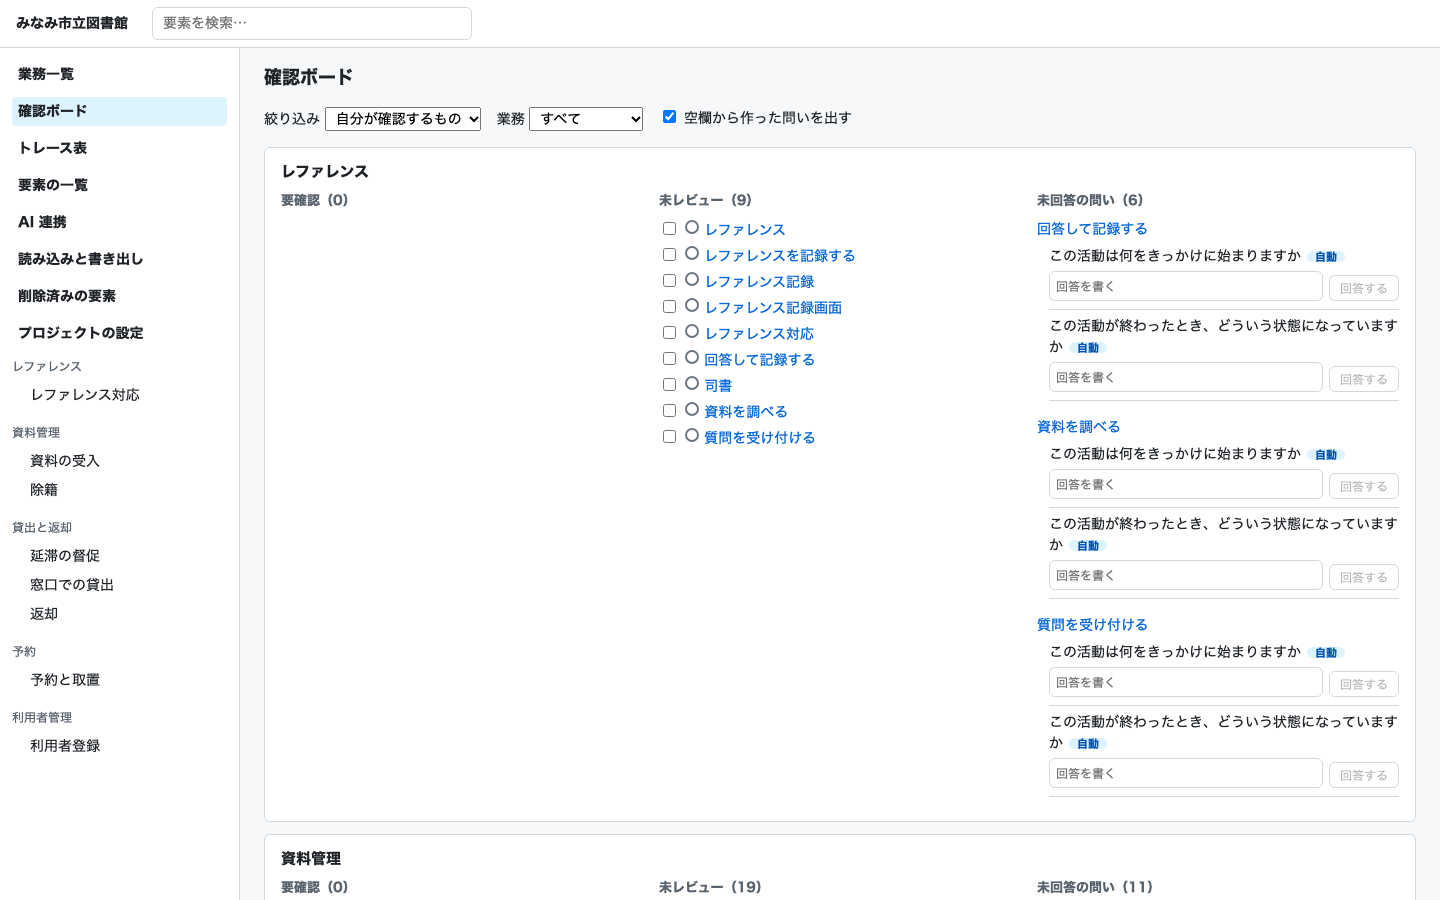 みなみ市立図書館
要素を検索…
業務一覧
確認ボード
トレース表
要素の一覧
AI 連携
読み込みと書き出し
削除済みの要素
プロジェクトの設定
レファレンス
レファレンス対応
資料管理
資料の受入
除籍
貸出と返却
延滞の督促
窓口での貸出
返却
予約
予約と取置
利用者管理
利用者登録
確認ボード
絞り込み 自分が確認するもの 業務 すべて 空欄から作った問いを出す
レファレンス
要確認（0）
未レビュー（9）
レファレンス
レファレンスを記録する
レファレンス記録
レファレンス記録画面
レファレンス対応
回答して記録する
司書
資料を調べる
質問を受け付ける
未回答の問い（6）
回答して記録する
この活動は何をきっかけに始まりますか 自動
回答を書く 回答する
この活動が終わったとき、どういう状態になっています
か 自動
回答を書く 回答する
資料を調べる
この活動は何をきっかけに始まりますか 自動
回答を書く 回答する
この活動が終わったとき、どういう状態になっています
か 自動
回答を書く 回答する
質問を受け付ける
この活動は何をきっかけに始まりますか 自動
回答を書く 回答する
この活動が終わったとき、どういう状態になっています
か 自動
回答を書く 回答する
資料管理
要確認（0）
未レビュー（19）
未回答の問い（11）